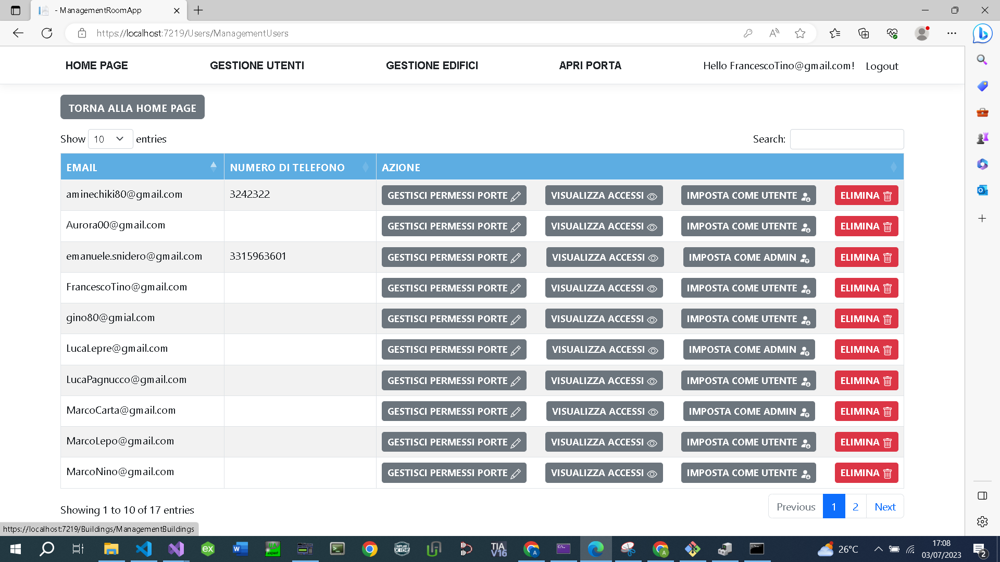 - ManagementRoomApp
https://localhost:7219/Users/ManagementUsers
HOME PAGE GESTIONE UTENTI GESTIONE EDIFICI APRI PORTA Hello FrancescoTino@gmail.com! Logout
TORNA ALLA HOME PAGE
Show 10 entries Search:
EMAIL NUMERO DI TELEFONO AZIONE
aminechiki80@gmail.com 3242322 GESTISCI PERMESSI PORTE VISUALIZZA ACCESSI IMPOSTA COME UTENTE ELIMINA
Aurora00@gmail.com GESTISCI PERMESSI PORTE VISUALIZZA ACCESSI IMPOSTA COME UTENTE ELIMINA
emanuele.snidero@gmail.com 3315963601 GESTISCI PERMESSI PORTE VISUALIZZA ACCESSI IMPOSTA COME ADMIN ELIMINA
FrancescoTino@gmail.com GESTISCI PERMESSI PORTE VISUALIZZA ACCESSI IMPOSTA COME UTENTE ELIMINA
gino80@gmial.com GESTISCI PERMESSI PORTE VISUALIZZA ACCESSI IMPOSTA COME UTENTE ELIMINA
LucaLepre@gmail.com GESTISCI PERMESSI PORTE VISUALIZZA ACCESSI IMPOSTA COME ADMIN ELIMINA
LucaPagnucco@gmail.com GESTISCI PERMESSI PORTE VISUALIZZA ACCESSI IMPOSTA COME UTENTE ELIMINA
MarcoCarta@gmail.com GESTISCI PERMESSI PORTE VISUALIZZA ACCESSI IMPOSTA COME ADMIN ELIMINA
MarcoLepo@gmail.com GESTISCI PERMESSI PORTE VISUALIZZA ACCESSI IMPOSTA COME UTENTE ELIMINA
MarcoNino@gmail.com GESTISCI PERMESSI PORTE VISUALIZZA ACCESSI IMPOSTA COME UTENTE ELIMINA
Showing 1 to 10 of 17 entries Previous 1 2 Next
https://localhost:7219/Buildings/ManagementBuildings
TIA V16
26°C
17:08
03/07/2023
2